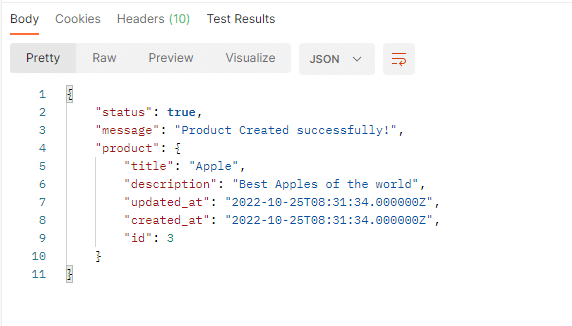 Body Cookies Headers (10) Test Results
Pretty Raw Preview Visualize JSON
1 {
2 "status": true,
3 "message": "Product Created successfully!",
4 "product": {
5 "title": "Apple",
6 "description": "Best Apples of the world",
7 "updated_at": "2022-10-25T08:31:34.000000Z",
8 "created_at": "2022-10-25T08:31:34.000000Z",
9 "id": 3
10 }
11 }